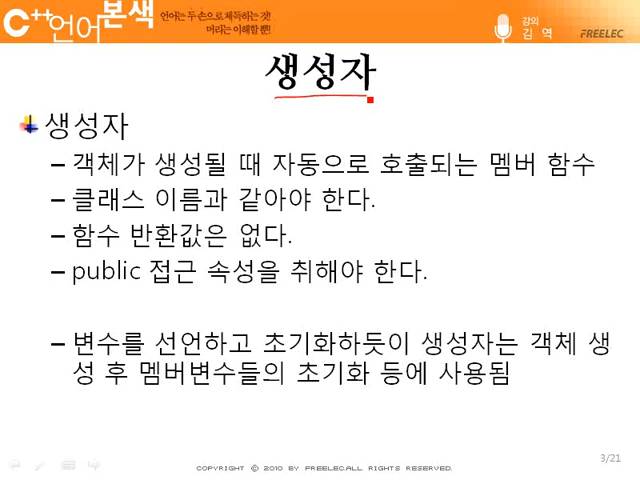 C++언어본색
언어는 두 손으로 체득하는 것!
머리는 이해할 뿐!
강의
김 역
FREELEC
생성자
생성자
– 객체가 생성될 때 자동으로 호출되는 멤버 함수
– 클래스 이름과 같아야 한다.
– 함수 반환값은 없다.
– public 접근 속성을 취해야 한다.
– 변수를 선언하고 초기화하듯이 생성자는 객체 생
성 후 멤버변수들의 초기화 등에 사용됨
3/21
COPYRIGHT ⓒ 2010 BY FREELEC.ALL RIGHTS RESERVED.